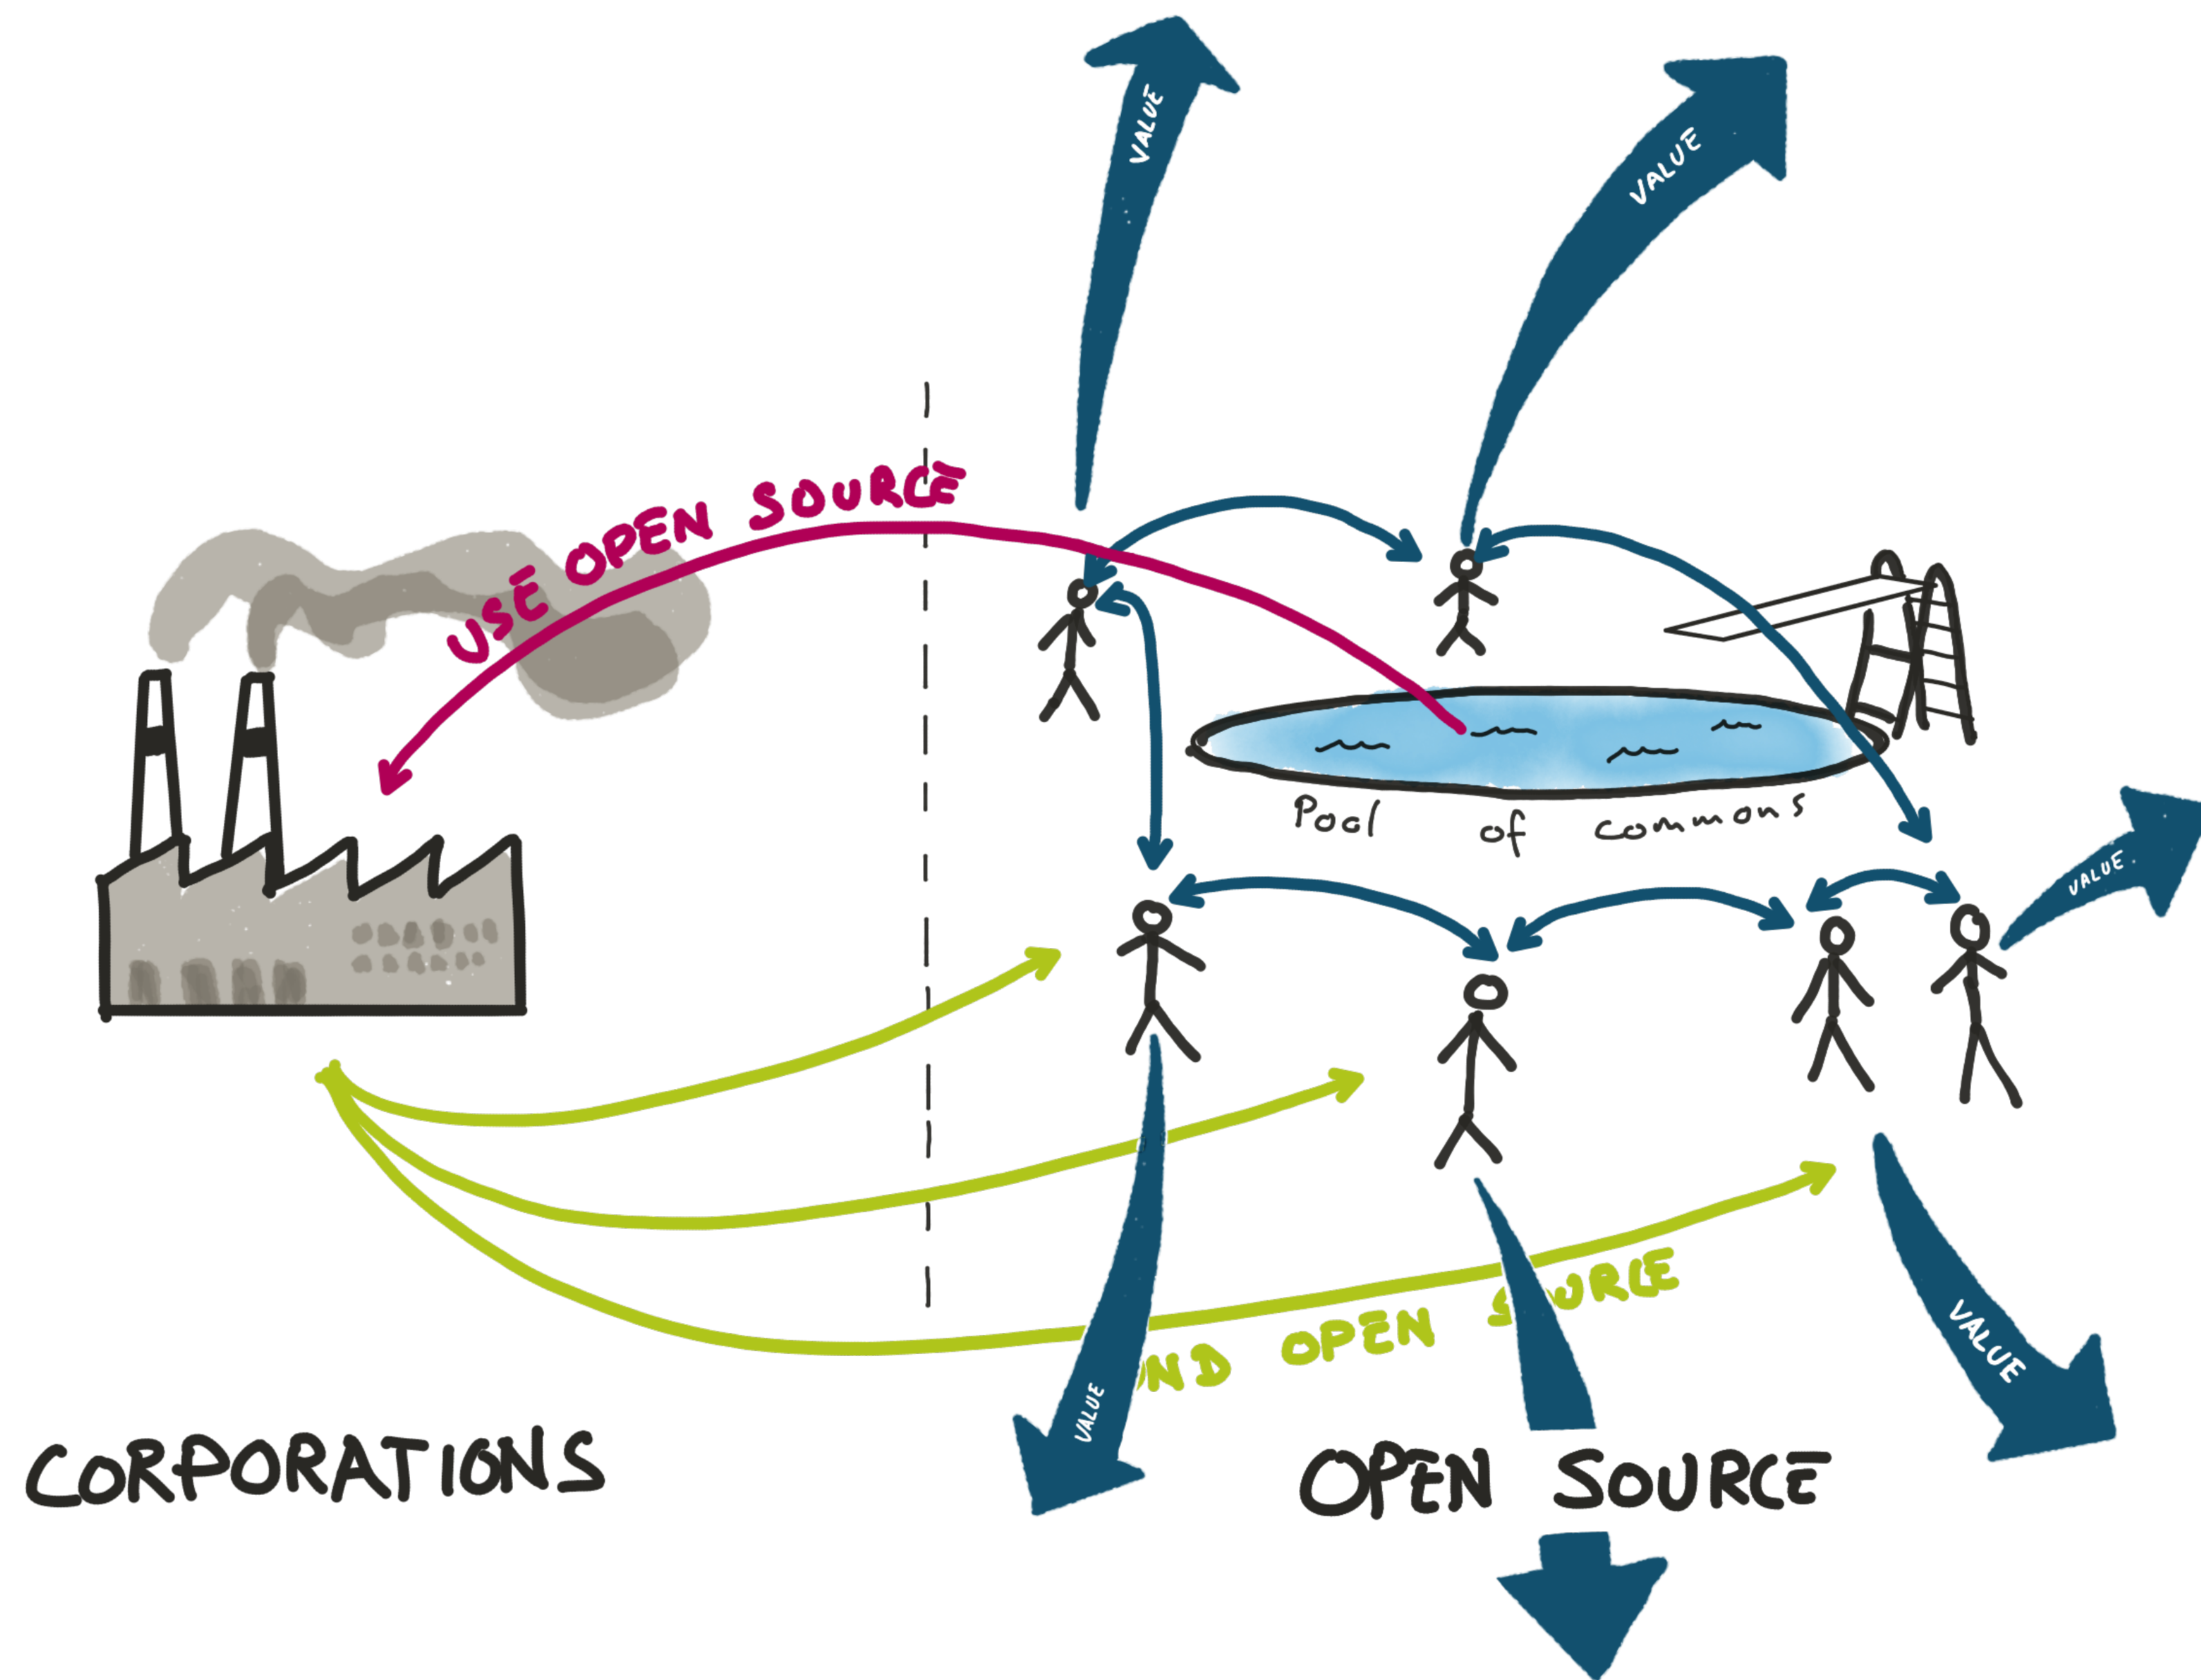 VALUE
VALUE
USE OPEN SOURCE
Pool of commons
VALUE
OPEN
VALUE
VALUE
CORPORATIONS
OPEN SOURCE